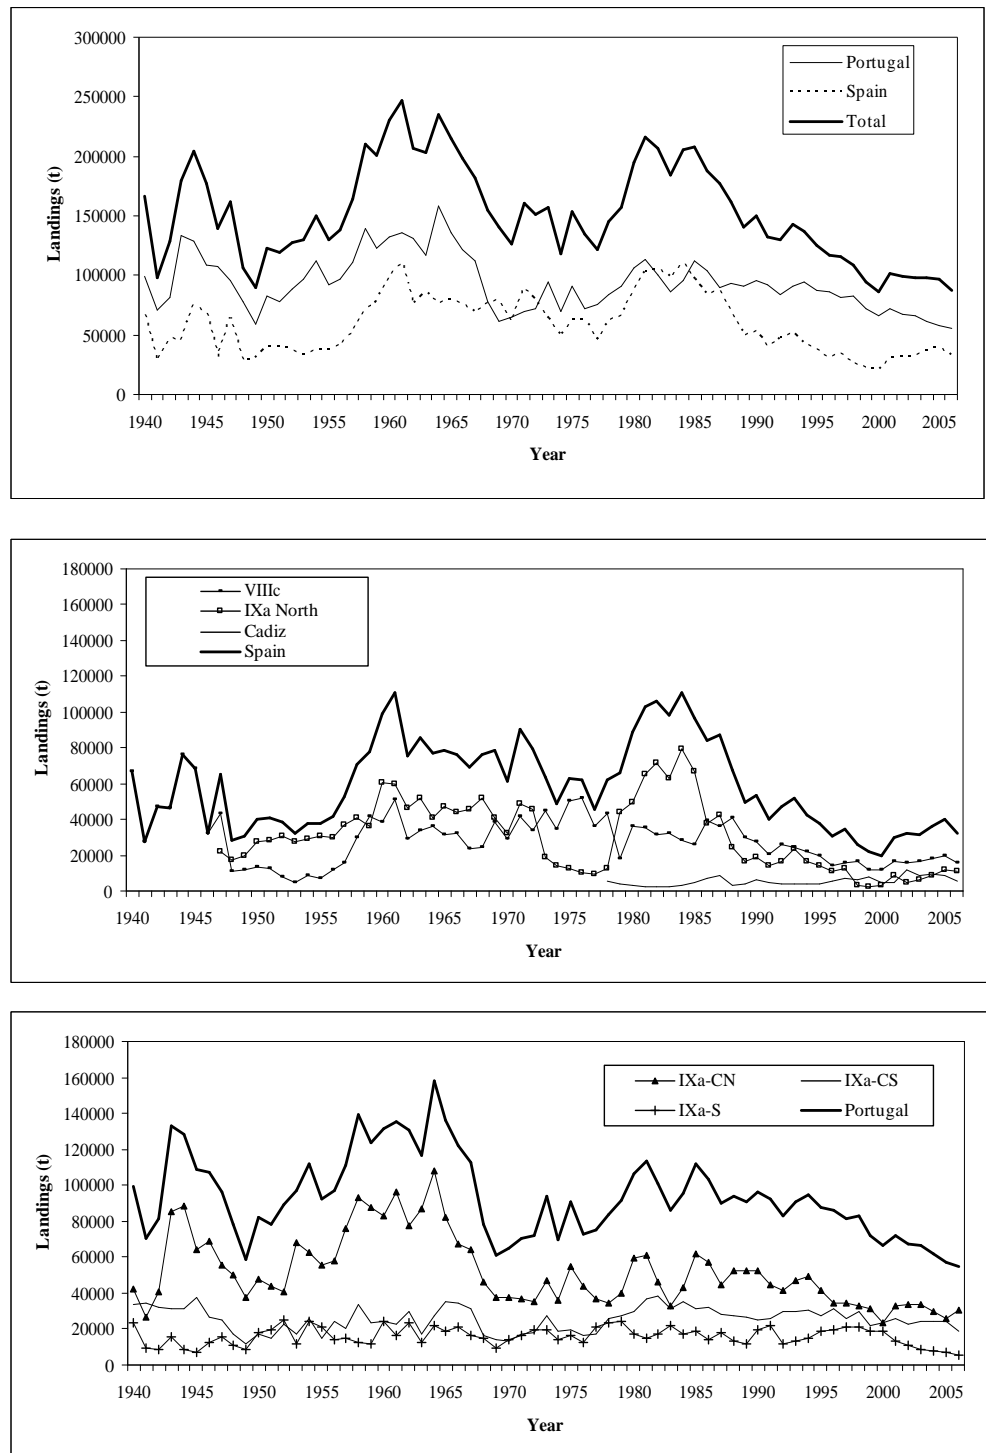 300000
250000
200000
150000
100000
50000
0
Landings (t)
Portugal
Spain
Total
1940 1945 1950 1955 1960 1965 1970 1975 1980 1985 1990 1995 2000 2005
Year
180000
160000
140000
120000
100000
80000
60000
40000
20000
0
Landings (t)
VIIIc
IXa North
Cadiz
Spain
1940 1945 1950 1955 1960 1965 1970 1975 1980 1985 1990 1995 2000 2005
Year
180000
160000
140000
120000
100000
80000
60000
40000
20000
0
Landings (t)
IXa-CN IXa-CS
IXa-S Portugal
1940 1945 1950 1955 1960 1965 1970 1975 1980 1985 1990 1995 2000 2005
Year